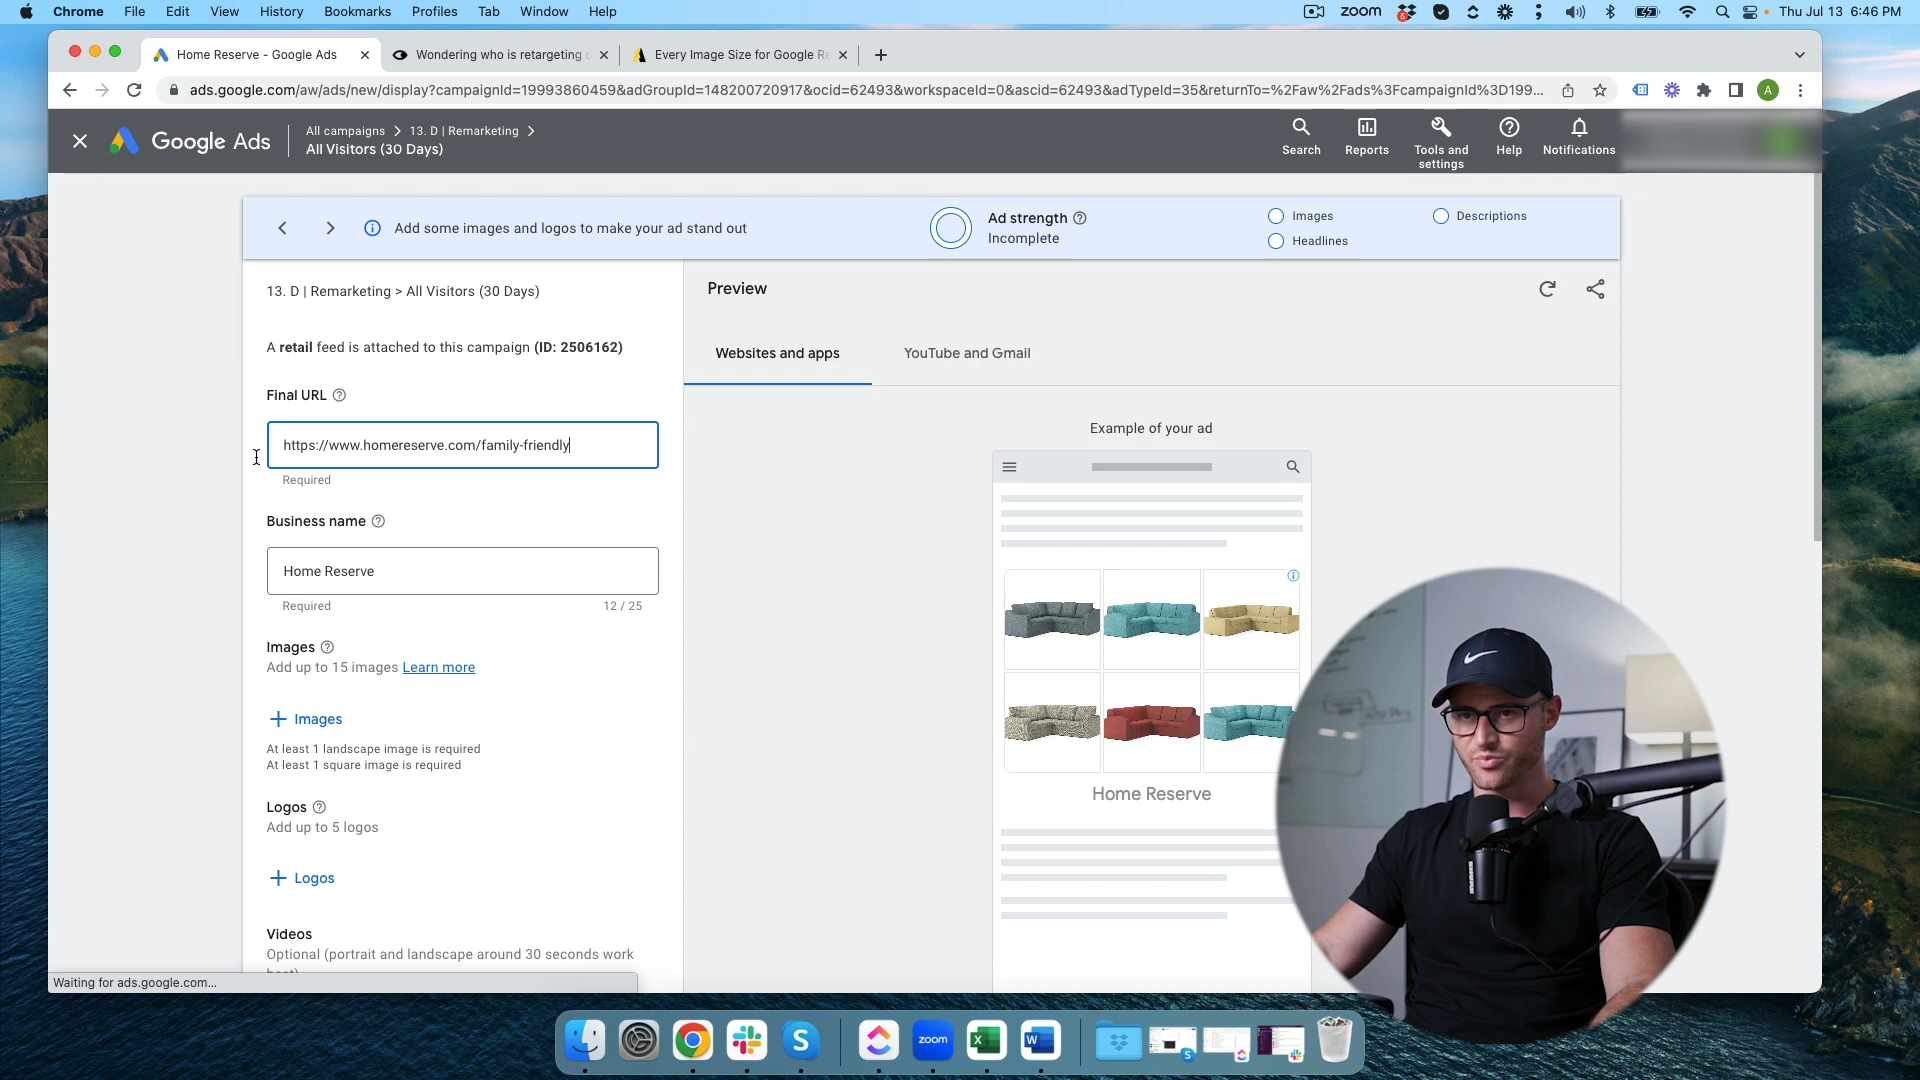 Chrome File Edit View History Bookmarks Profiles Tab Window Help
zoom 5 Thu Jul 13 6:46 PM
Home Reserve - Google Ads
Wondering who is retargeting
Every Image Size for Google Re
ads.google.com/aw/ads/new/display?campaignId=19993860459&adGroupId=148200720917&ocid=62493&workspaceId=0&ascid=62493&adTypeId=35&returnTo=%2Faw%2Fads%3FcampaignId%3D199...
A
Google Ads
All campaigns > 13. D | Remarketing >
All Visitors (30 Days)
Search
Reports
Tools and
settings
Help
Notifications
Add some images and logos to make your ad stand out
Ad strength
Incomplete
Images
Headlines
Descriptions
13. D | Remarketing > All Visitors (30 Days)
A retail feed is attached to this campaign (ID: 2506162)
Final URL
https://www.homereserve.com/family-friendly
Required
Business name
Home Reserve
Required 12 / 25
Images
Add up to 15 images Learn more
+ Images
At least 1 landscape image is required
At least 1 square image is required
Logos
Add up to 5 logos
+ Logos
Videos
Optional (portrait and landscape around 30 seconds work
Preview
Websites and apps
YouTube and Gmail
Example of your ad
Home Reserve
Waiting for ads.google.com...
zoom